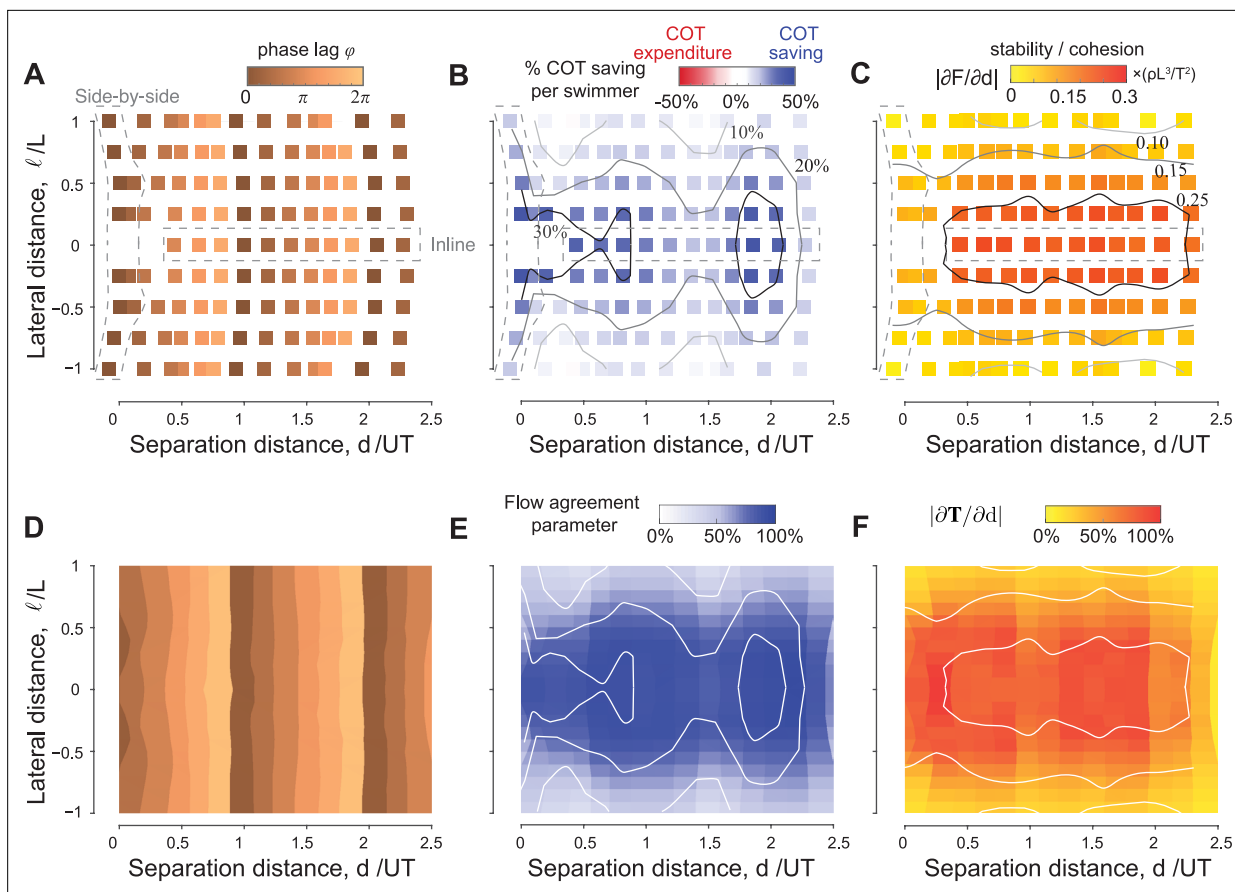 A
phase lag φ
0 π 2π
Side-by-side
Inline
Lateral distance, ℓ/L
1
0.5
0
−0.5
−1
0 0.5 1 1.5 2 2.5
Separation distance, d/UT
B
COT expenditure
COT saving
% COT saving
per swimmer
-50% 0% 50%
10%
20%
30%
0 0.5 1 1.5 2 2.5
Separation distance, d/UT
C
stability / cohesion
|∂F/∂d|
×(ρL³/T²)
0 0.15 0.3
0.10
0.15
0.25
0 0.5 1 1.5 2 2.5
Separation distance, d/UT
D
Lateral distance, ℓ/L
1
0.5
0
−0.5
−1
0 0.5 1 1.5 2 2.5
Separation distance, d/UT
E
Flow agreement
parameter
0% 50% 100%
0 0.5 1 1.5 2 2.5
Separation distance, d/UT
F
|∂T/∂d|
0% 50% 100%
0 0.5 1 1.5 2 2.5
Separation distance, d/UT